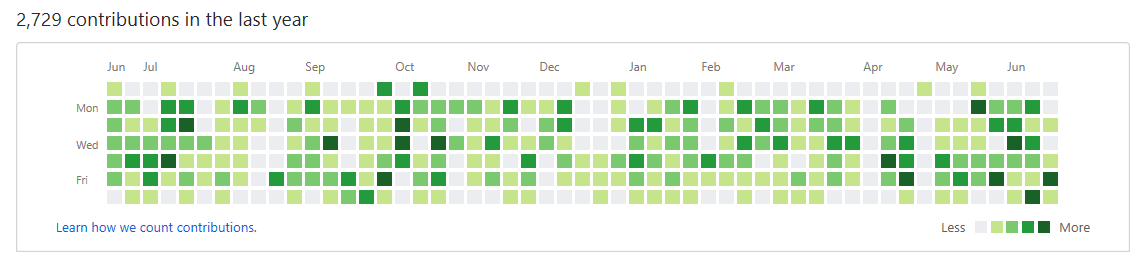 2,729 contributions in the last year
Jun Jul Aug Sep Oct Nov Dec Jan Feb Mar Apr May Jun
Mon
Wed
Fri
Learn how we count contributions. Less More